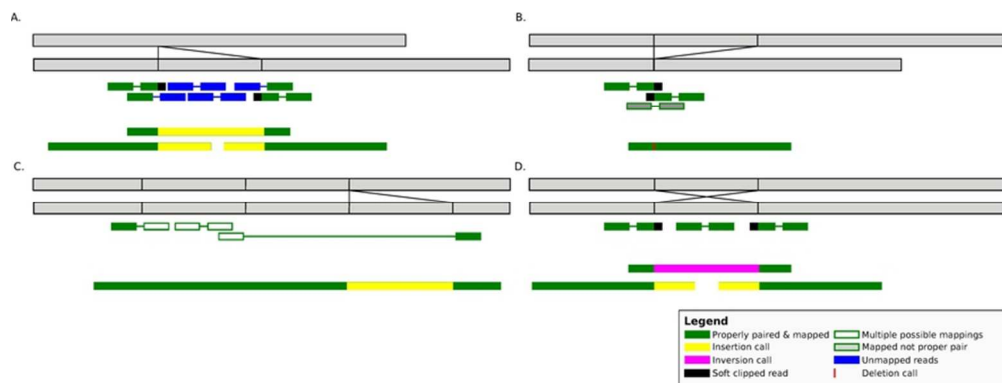 A.
B.
C.
D.
Legend
Properly paired & mapped
Multiple possible mappings
Insertion call
Mapped not proper pair
Inversion call
Unmapped reads
Soft clipped read
Deletion call